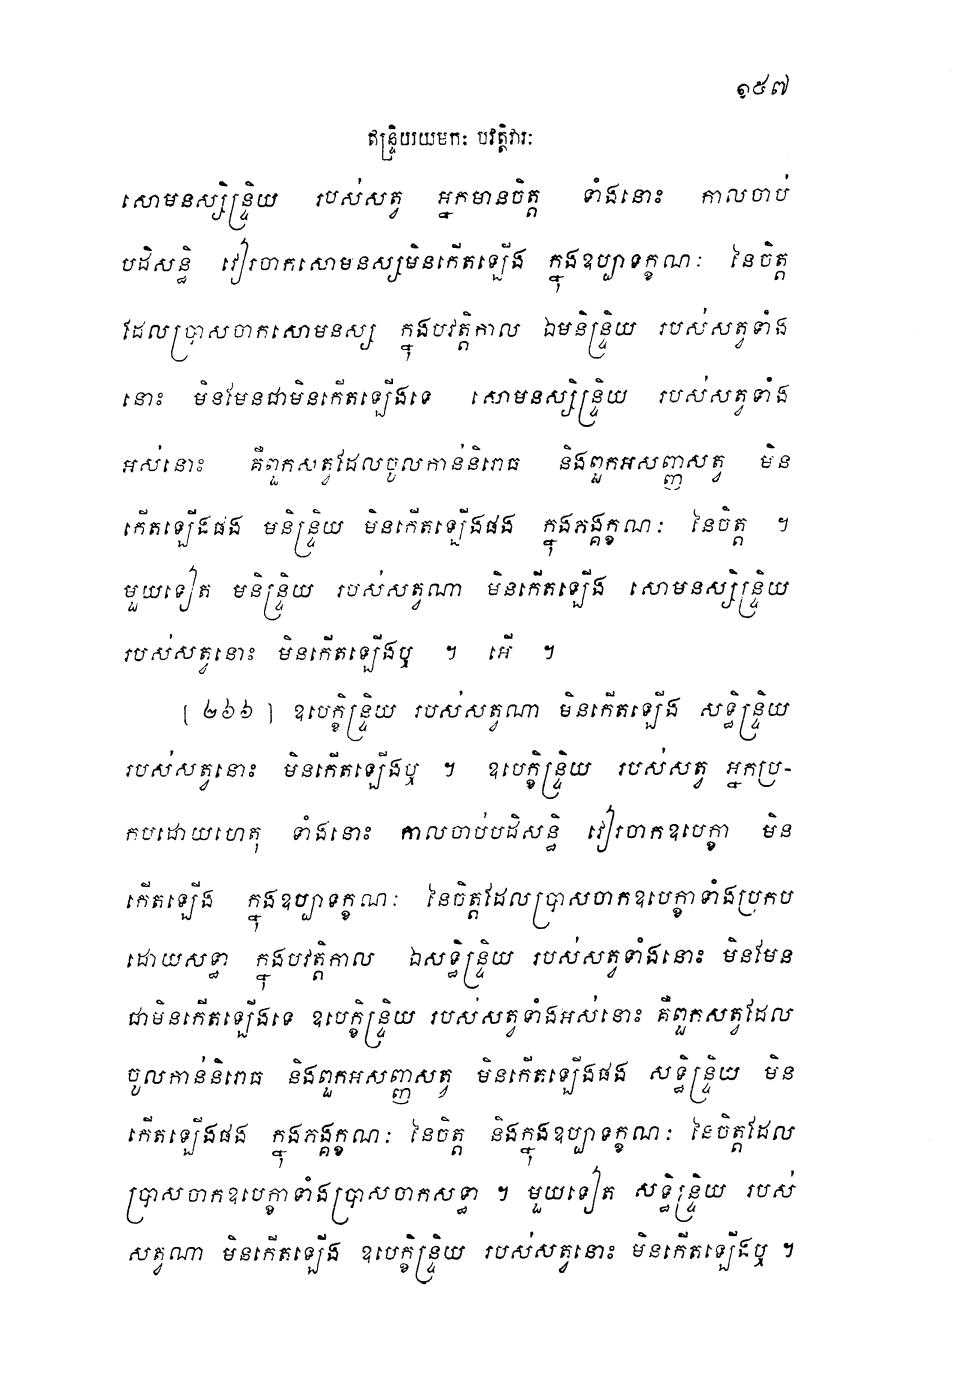 ១៥៧
ឥន្ទ្រិយយមកៈ បវត្តិវារៈ
សោមនស្សិន្ទ្រិយ របស់សត្វ អ្នកមានចិត្ត ទាំងនោះ កាលចាប់
បដិសន្ធិ វៀរចាកសោមនស្សមិនកើតឡើង ក្នុងឧប្បាទក្ខណៈ នៃចិត្ត
ដែលប្រាសចាកសោមនស្ស ក្នុងបវត្តិកាល ឯមនិន្ទ្រិយ របស់សត្វទាំង
នោះ មិនមែនជាមិនកើតឡើងទេ សោមនស្សិន្ទ្រិយ របស់សត្វទាំង
អស់នោះ គឺពួកសត្វដែលចូលកាន់និរោធ និងពួកអសញ្ញសត្វ មិន
កើតឡើងផង មនិន្ទ្រិយ មិនកើតឡើងផង ក្នុងភង្គក្ខណៈ នៃចិត្ត ។
មួយទៀត មនិន្ទ្រិយ របស់សត្វណា មិនកើតឡើង សោមនស្សិន្ទ្រិយ
របស់សត្វនោះ មិនកើតឡើងឬ ។ អើ ។
[ ២៦៦ ] ឧបេក្ខិន្ទ្រិយ របស់សត្វណា មិនកើតឡើង សទ្ធិន្ទ្រិយ
របស់សត្វនោះ មិនកើតឡើងឬ ។ ឧបេក្ខិន្ទ្រិយ របស់សត្វ អ្នកប្រ-
កបដោយហេតុ ទាំងនោះ កាលចាប់បដិសន្ធិ វៀរចាកឧបេក្ខា មិន
កើតឡើង ក្នុងឧប្បាទក្ខណៈ នៃចិត្តដែលប្រាសចាកឧបេក្ខាទាំងប្រកប
ដោយសទ្ធា ក្នុងបវត្តិកាល ឯសទ្ធិន្ទ្រិយ របស់សត្វទាំងនោះ មិនមែន
ជាមិនកើតឡើងទេ ឧបេក្ខិន្ទ្រិយ របស់សត្វទាំងអស់នោះ គឺពួកសត្វដែល
ចូលកាន់និរោធ និងពួកអសញ្ញសត្វ មិនកើតឡើងផង សទ្ធិន្ទ្រិយ មិន
កើតឡើងផង ក្នុងភង្គក្ខណៈ នៃចិត្ត និងក្នុងឧប្បាទក្ខណៈ នៃចិត្តដែល
ប្រាសចាកឧបេក្ខាទាំងប្រាសចាកសទ្ធា ។ មួយទៀត សទ្ធិន្ទ្រិយ របស់
សត្វណា មិនកើតឡើង ឧបេក្ខិន្ទ្រិយ របស់សត្វនោះ មិនកើតឡើងឬ ។